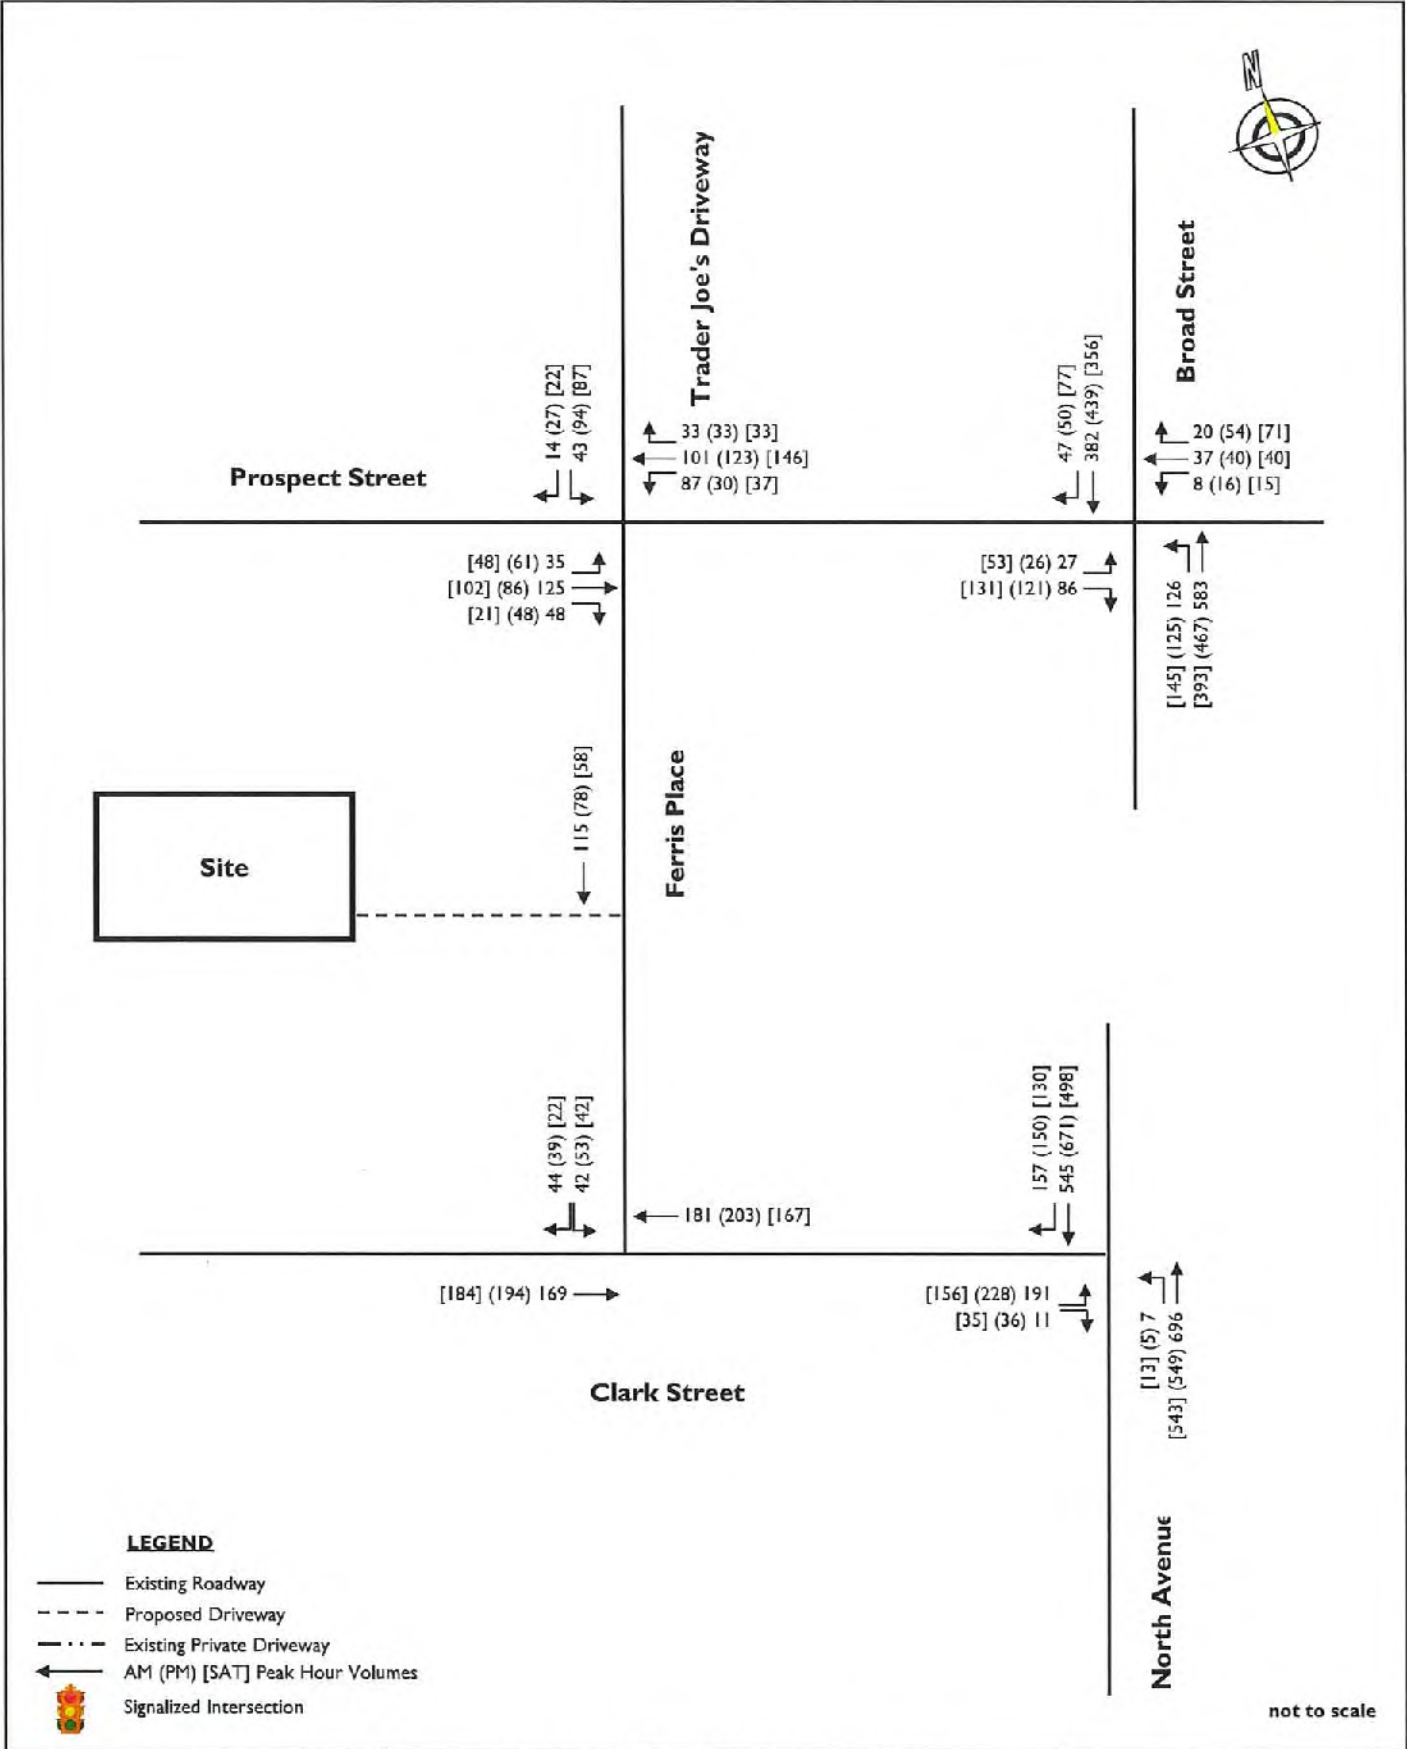 N
Trader Joe's Driveway
Broad Street
14 (27) [22]
43 (94) [87]
33 (33) [33]
101 (123) [146]
87 (30) [37]
47 (50) [77]
382 (439) [356]
20 (54) [71]
37 (40) [40]
8 (16) [15]
Prospect Street
[48] (61) 35
[102] (86) 125
[21] (48) 48
[53] (26) 27
[131] (121) 86
[145] (125) 126
[393] (467) 583
115 (78) [58]
Ferris Place
Site
44 (39) [22]
42 (53) [42]
181 (203) [167]
157 (150) [130]
545 (671) [498]
[184] (194) 169
[156] (228) 191
[35] (36) 11
[13] (5) 7
[543] (549) 696
Clark Street
North Avenue
LEGEND
Existing Roadway
Proposed Driveway
Existing Private Driveway
AM (PM) [SAT] Peak Hour Volumes
Signalized Intersection
not to scale